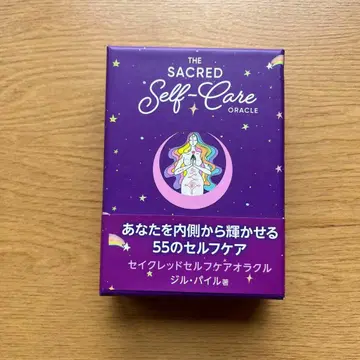 THE
SACRED
Self-Care
ORACLE
あなたを内側から輝かせる
55のセルフケア
セイクレッドセルフケアオラクル
ジル・パイル著